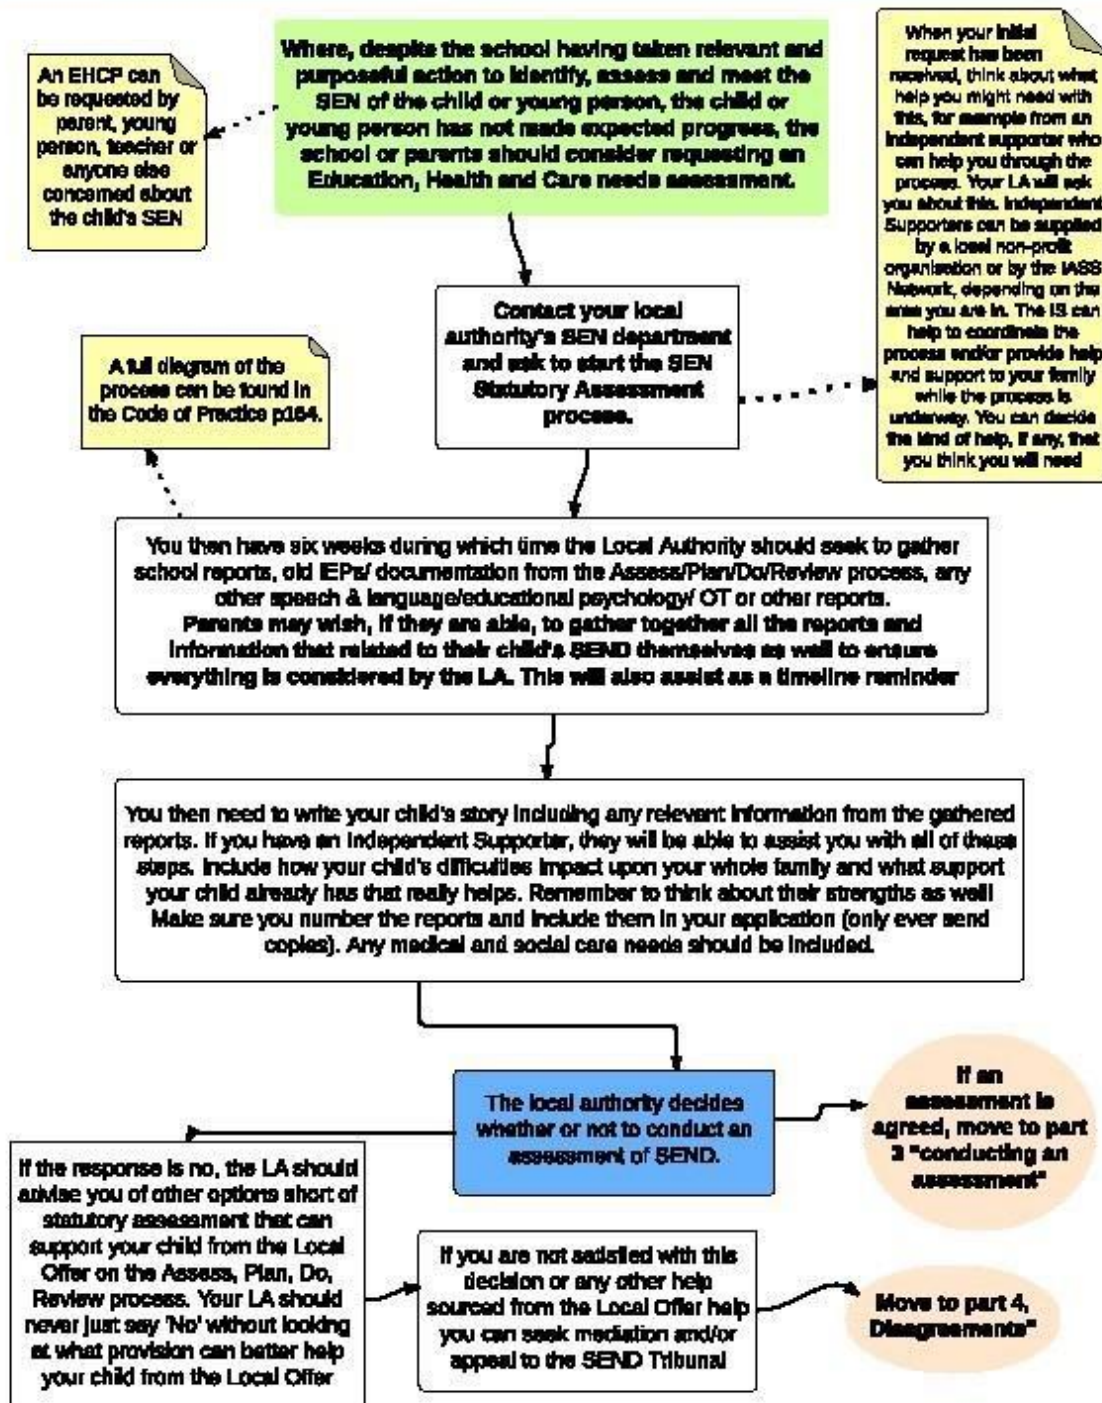 An EHCP can
be requested by
parent, young
person, teacher or
anyone else
concerned about
the child's SEN
Where, despite the school having taken relevant and
purposeful action to identify, assess and meet the
SEN of the child or young person, the child or
young person has not made expected progress, the
school or parents should consider requesting an
Education, Health and Care needs assessment.
When your initial
request has been
received, think about what
help you might need with
this, for example from an
independent supporter who
can help you through the
process. Your LA will ask
you about this. Independent
Supporters can be supplied
by a local non-profit
organisation or by the IASS
Network, depending on the
area you are in. The IS can
help to coordinate the
process and/or provide help
and support to your family
while the process is
underway. You can decide
the kind of help, if any, that
you think you will need
Contact your local
authority's SEN department
and ask to start the SEN
Statutory Assessment
process.
A full diagram of the
process can be found in
the Code of Practice p154.
You then have six weeks during which time the Local Authority should seek to gather
school reports, old IEPs/ documentation from the Assess/Plan/Do/Review process, any
other speech & language/educational psychology/ OT or other reports.
Parents may wish, if they are able, to gather together all the reports and
information that related to their child's SEND themselves as well to ensure
everything is considered by the LA. This will also assist as a timeline reminder
You then need to write your child's story including any relevant information from the gathered
reports. If you have an Independent Supporter, they will be able to assist you with all of these
steps. Include how your child's difficulties impact upon your whole family and what support
your child already has that really helps. Remember to think about their strengths as well!
Make sure you number the reports and include them in your application (only ever send
copies). Any medical and social care needs should be included.
The local authority decides
whether or not to conduct an
assessment of SEND.
If an
assessment is
agreed, move to part
3 "conducting an
assessment"
If the response is no, the LA should
advise you of other options short of
statutory assessment that can
support your child from the Local
Offer on the Assess, Plan, Do,
Review process. Your LA should
never just say 'No' without looking
at what provision can better help
your child from the Local Offer
If you are not satisfied with this
decision or any other help
sourced from the Local Offer help
you can seek mediation and/or
appeal to the SEND Tribunal
Move to part 4,
Disagreements"